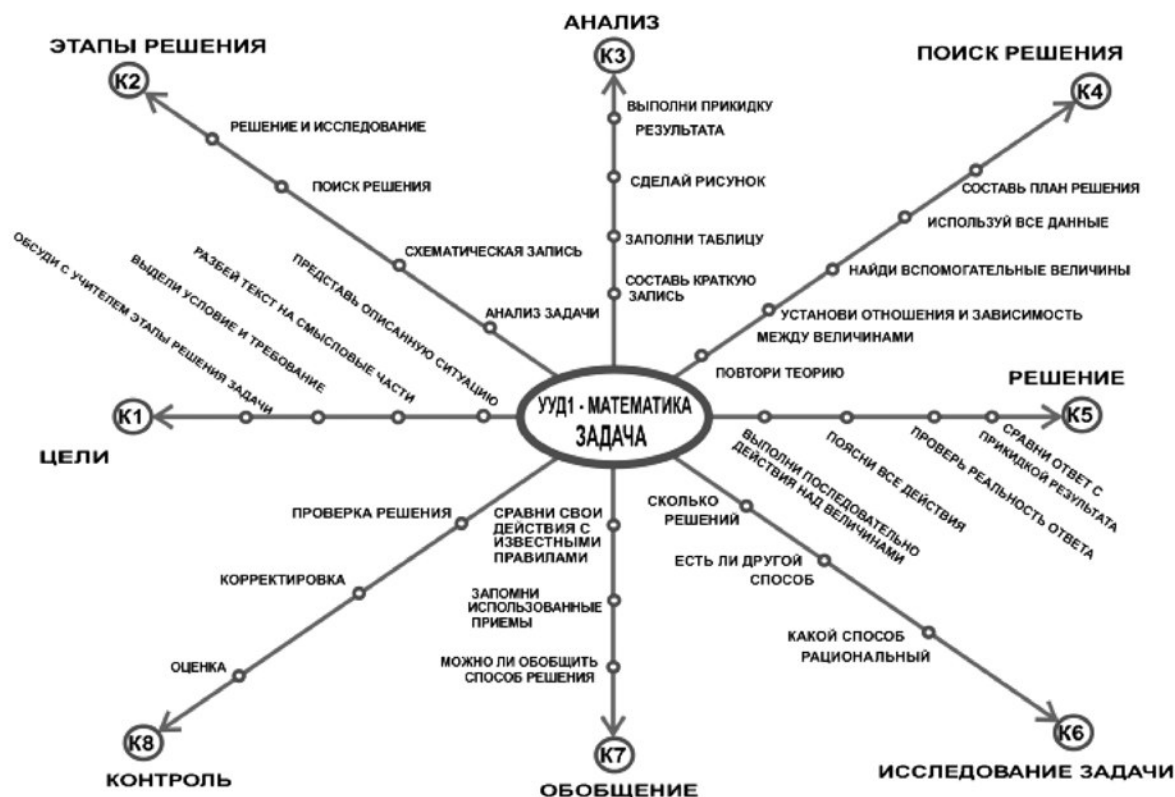 АНАЛИЗ
К3
ЭТАПЫ РЕШЕНИЯ
К2
ПОИСК РЕШЕНИЯ
К4
ВЫПОЛНИ ПРИКИДКУ
РЕЗУЛЬТАТА
СДЕЛАЙ РИСУНОК
ЗАПОЛНИ ТАБЛИЦУ
СОСТАВЬ КРАТКУЮ
ЗАПИСЬ
РЕШЕНИЕ И ИССЛЕДОВАНИЕ
ПОИСК РЕШЕНИЯ
СХЕМАТИЧЕСКАЯ ЗАПИСЬ
АНАЛИЗ ЗАДАЧИ
СОСТАВЬ ПЛАН РЕШЕНИЯ
ИСПОЛЬЗУЙ ВСЕ ДАННЫЕ
НАЙДИ ВСПОМОГАТЕЛЬНЫЕ ВЕЛИЧИНЫ
УСТАНОВИ ОТНОШЕНИЯ И ЗАВИСИМОСТЬ
МЕЖДУ ВЕЛИЧИНАМИ
ПОВТОРИ ТЕОРИЮ
ОБСУДИ С УЧИТЕЛЕМ ЭТАПЫ РЕШЕНИЯ ЗАДАЧИ
ВЫДЕЛИ УСЛОВИЕ И ТРЕБОВАНИЕ
РАЗБЕЙ ТЕКСТ НА СМЫСЛОВЫЕ ЧАСТИ
ПРЕДСТАВЬ ОПИСАННУЮ СИТУАЦИЮ
К1
ЦЕЛИ
УУД1 - МАТЕМАТИКА
ЗАДАЧА
РЕШЕНИЕ
К5
ВЫПОЛНИ ПОСЛЕДОВАТЕЛЬНО
ДЕЙСТВИЯ НАД ВЕЛИЧИНАМИ
ПОЯСНИ ВСЕ ДЕЙСТВИЯ
ПРОВЕРЬ РЕАЛЬНОСТЬ ОТВЕТА
СРАВНИ ОТВЕТ С
ПРИКИДКОЙ РЕЗУЛЬТАТА
ПРОВЕРКА РЕШЕНИЯ
КОРРЕКТИРОВКА
ОЦЕНКА
К8
КОНТРОЛЬ
СРАВНИ СВОИ
ДЕЙСТВИЯ С
ИЗВЕСТНЫМИ
ПРАВИЛАМИ
ЗАПОМНИ
ИСПОЛЬЗОВАННЫЕ
ПРИЕМЫ
МОЖНО ЛИ ОБОБЩИТЬ
СПОСОБ РЕШЕНИЯ
К7
ОБОБЩЕНИЕ
СКОЛЬКО
РЕШЕНИЙ
ЕСТЬ ЛИ ДРУГОЙ
СПОСОБ
КАКОЙ СПОСОБ
РАЦИОНАЛЬНЫЙ
К6
ИССЛЕДОВАНИЕ ЗАДАЧИ